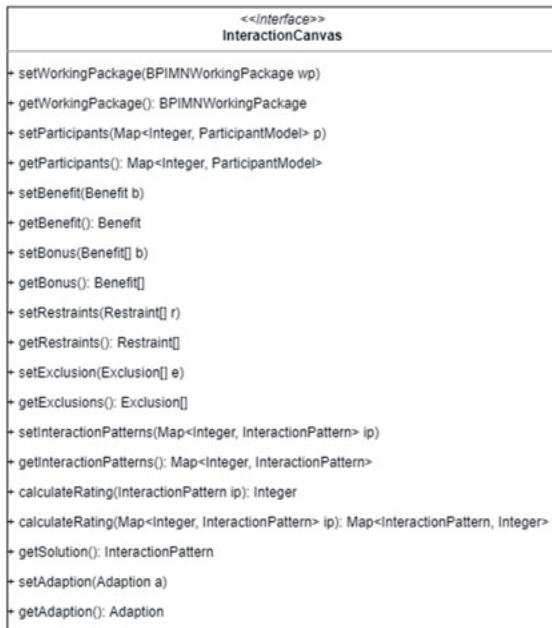 <<Interface>>
InteractionCanvas
+ setWorkingPackage(BPIMNWorkingPackage wp)
+ getWorkingPackage(): BPIMNWorkingPackage
+ setParticipants(Map<Integer, ParticipantModel> p)
+ getParticipants(): Map<Integer, ParticipantModel>
+ setBenefit(Benefit b)
+ getBenefit(): Benefit
+ setBonus(Benefit[] b)
+ getBonus(): Benefit[]
+ setRestraints(Restraint[] r)
+ getRestraints(): Restraint[]
+ setExclusion(Exclusion[] e)
+ getExclusions(): Exclusion[]
+ setInteractionPatterns(Map<Integer, InteractionPattern> ip)
+ getInteractionPatterns(): Map<Integer, InteractionPattern>
+ calculateRating(InteractionPattern ip): Integer
+ calculateRating(Map<Integer, InteractionPattern> ip): Map<InteractionPattern, Integer>
+ getSolution(): InteractionPattern
+ setAdaption(Adaption a)
+ getAdaption(): Adaption